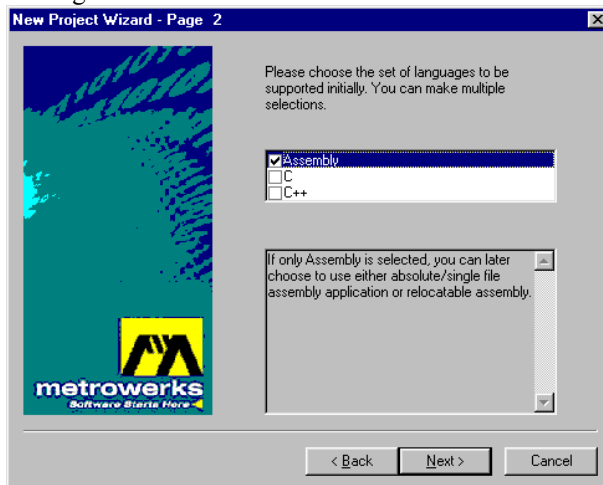 New Project Wizard - Page 2
Please choose the set of languages to be
supported initially. You can make multiple
selections.
Assembly
C
C++
If only Assembly is selected, you can later
choose to use either absolute/single file
assembly application or relocatable assembly.
metrowerks
Software Starts Here
< Back
Next >
Cancel